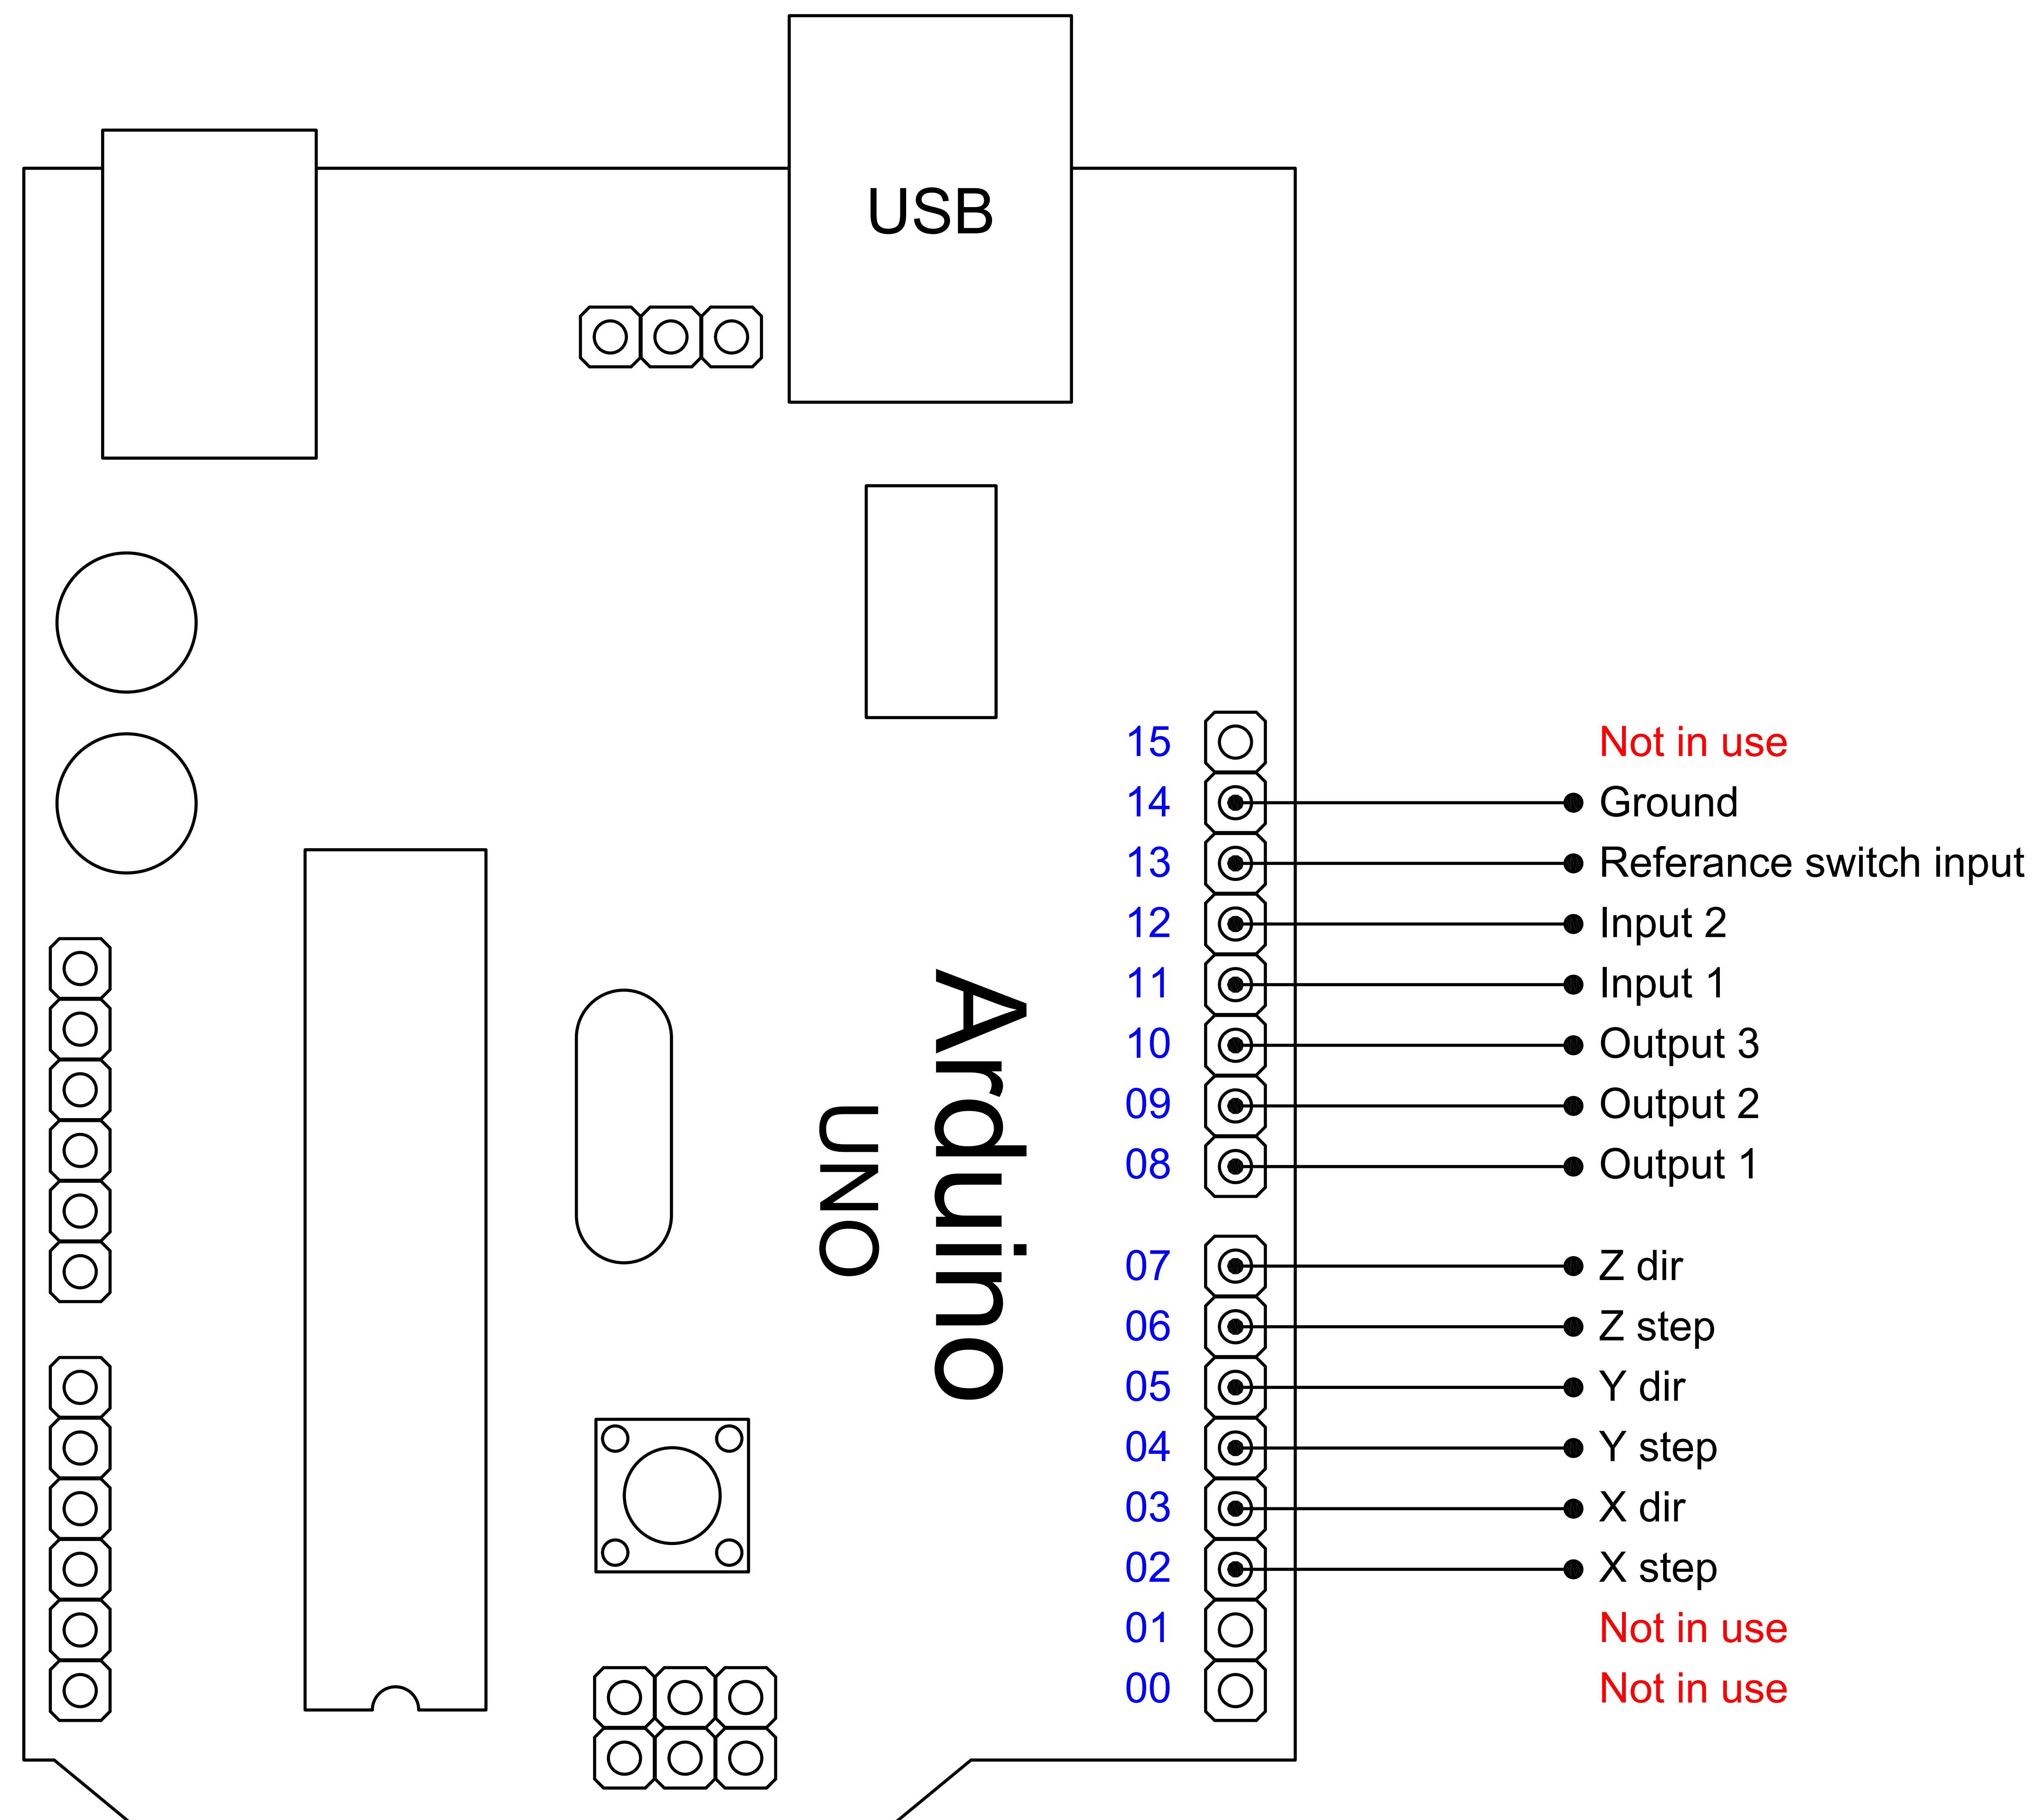 USB
Arduino
UNO
15 Not in use
14 Ground
13 Referance switch input
12 Input 2
11 Input 1
10 Output 3
09 Output 2
08 Output 1
07 Z dir
06 Z step
05 Y dir
04 Y step
03 X dir
02 X step
01 Not in use
00 Not in use